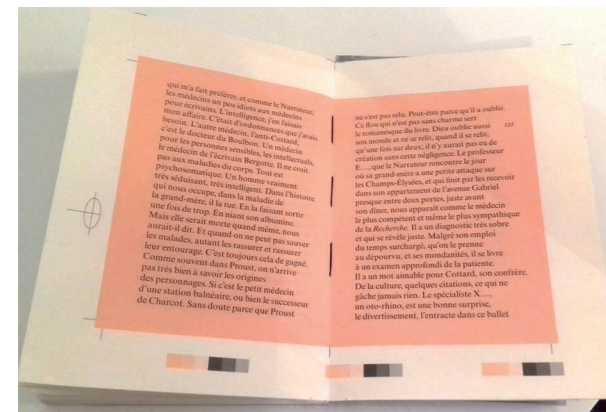 qui m'a fait préférer, et comme le Narrateur,
les médecins un peu idiots aux médecins
pour écrivains. L'intelligence, j'en faisais
mon affaire. C'était d'ordonnances que j'avais
besoin. L'autre médecin, l'anti-Cottard,
c'est le docteur du Boulbon. Un médecin
pour les personnes sensibles, les intellectuels,
le médecin de l'écrivain Bergotte. Il ne croit
pas aux maladies du corps. Tout est
psychosomatique. Un homme vraiment
très séduisant, très intelligent. Dans l'histoire
qui nous occupe, dans la maladie de
la grand-mère, il la tue. En la faisant sortir
une fois de trop. En niant son albumine.
Mais elle serait morte quand même, nous
aurait-il dit. Et quand on ne peut pas sauver
les malades, autant les rassurer et rassurer
leur entourage. C'est toujours cela de gagné.
Comme souvent dans Proust, on n'arrive
pas très bien à savoir les origines
des personnages. Si c'est le petit médecin
d'une station balnéaire, ou bien le successeur
de Charcot. Sans doute parce que Proust
ne s'est pas relu. Peut-être parce qu'il a oublié.
Ce flou qui n'est pas sans charme sert
le romanesque du livre. Dieu oublie aussi
son monde et ne se relit, quand il se relit,
qu'une fois sur deux; il n'y aurait pas eu de
création sans cette négligence. Le professeur
E…, que le Narrateur rencontre le jour
où sa grand-mère a une petite attaque sur
les Champs-Élysées, et qui finit par les recevoir
dans son appartement de l'avenue Gabriel
presque entre deux portes, juste avant
son dîner, nous apparaît comme le médecin
le plus compétent et même le plus sympathique
de la Recherche. Il a un diagnostic très sobre
et qui se révèle juste. Malgré son emploi
du temps surchargé, qu'on le prenne
au dépourvu, et ses mondanités, il se livre
à un examen approfondi de la patiente.
Il a un mot aimable pour Cottard, son confrère.
De la culture, quelques citations, ce qui ne
gâche jamais rien. Le spécialiste X…,
un oto-rhino, est une bonne surprise,
le divertissement, l'entracte dans ce ballet